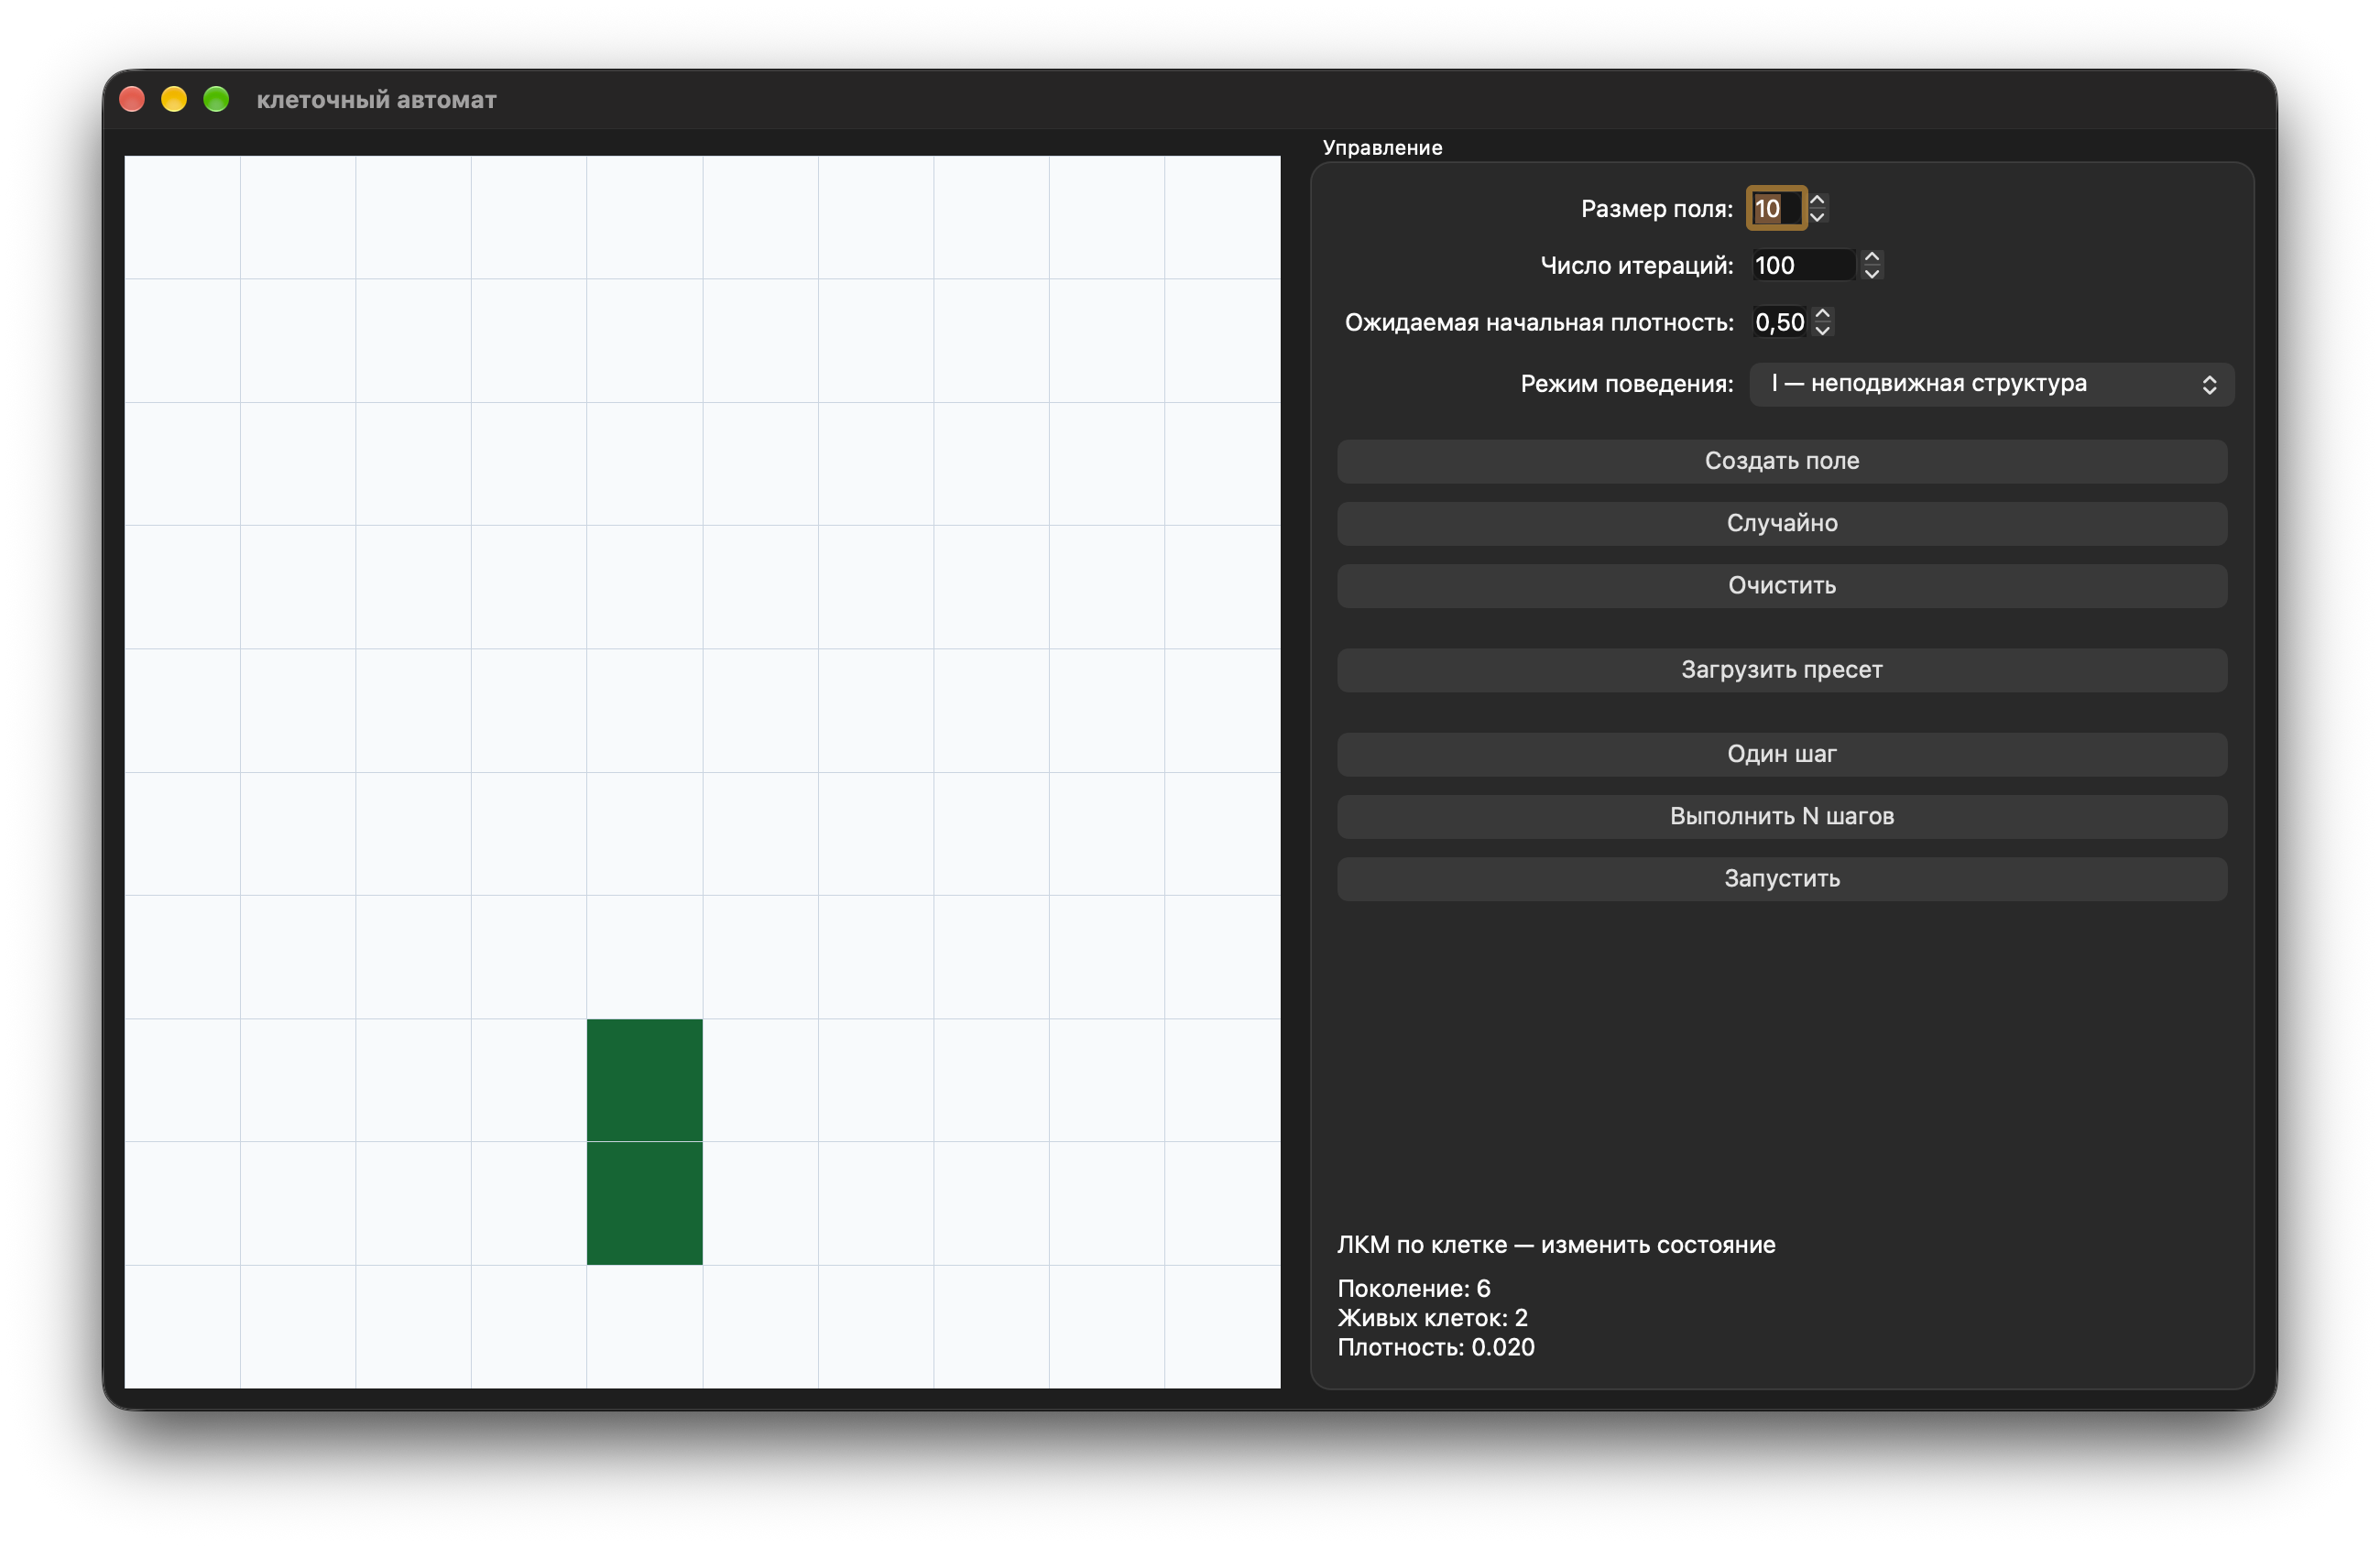 клеточный автомат
Управление
Размер поля: 10
Число итераций: 100
Ожидаемая начальная плотность: 0,50
Режим поведения: I — неподвижная структура
Создать поле
Случайно
Очистить
Загрузить пресет
Один шаг
Выполнить N шагов
Запустить
ЛКМ по клетке — изменить состояние
Поколение: 6
Живых клеток: 2
Плотность: 0.020